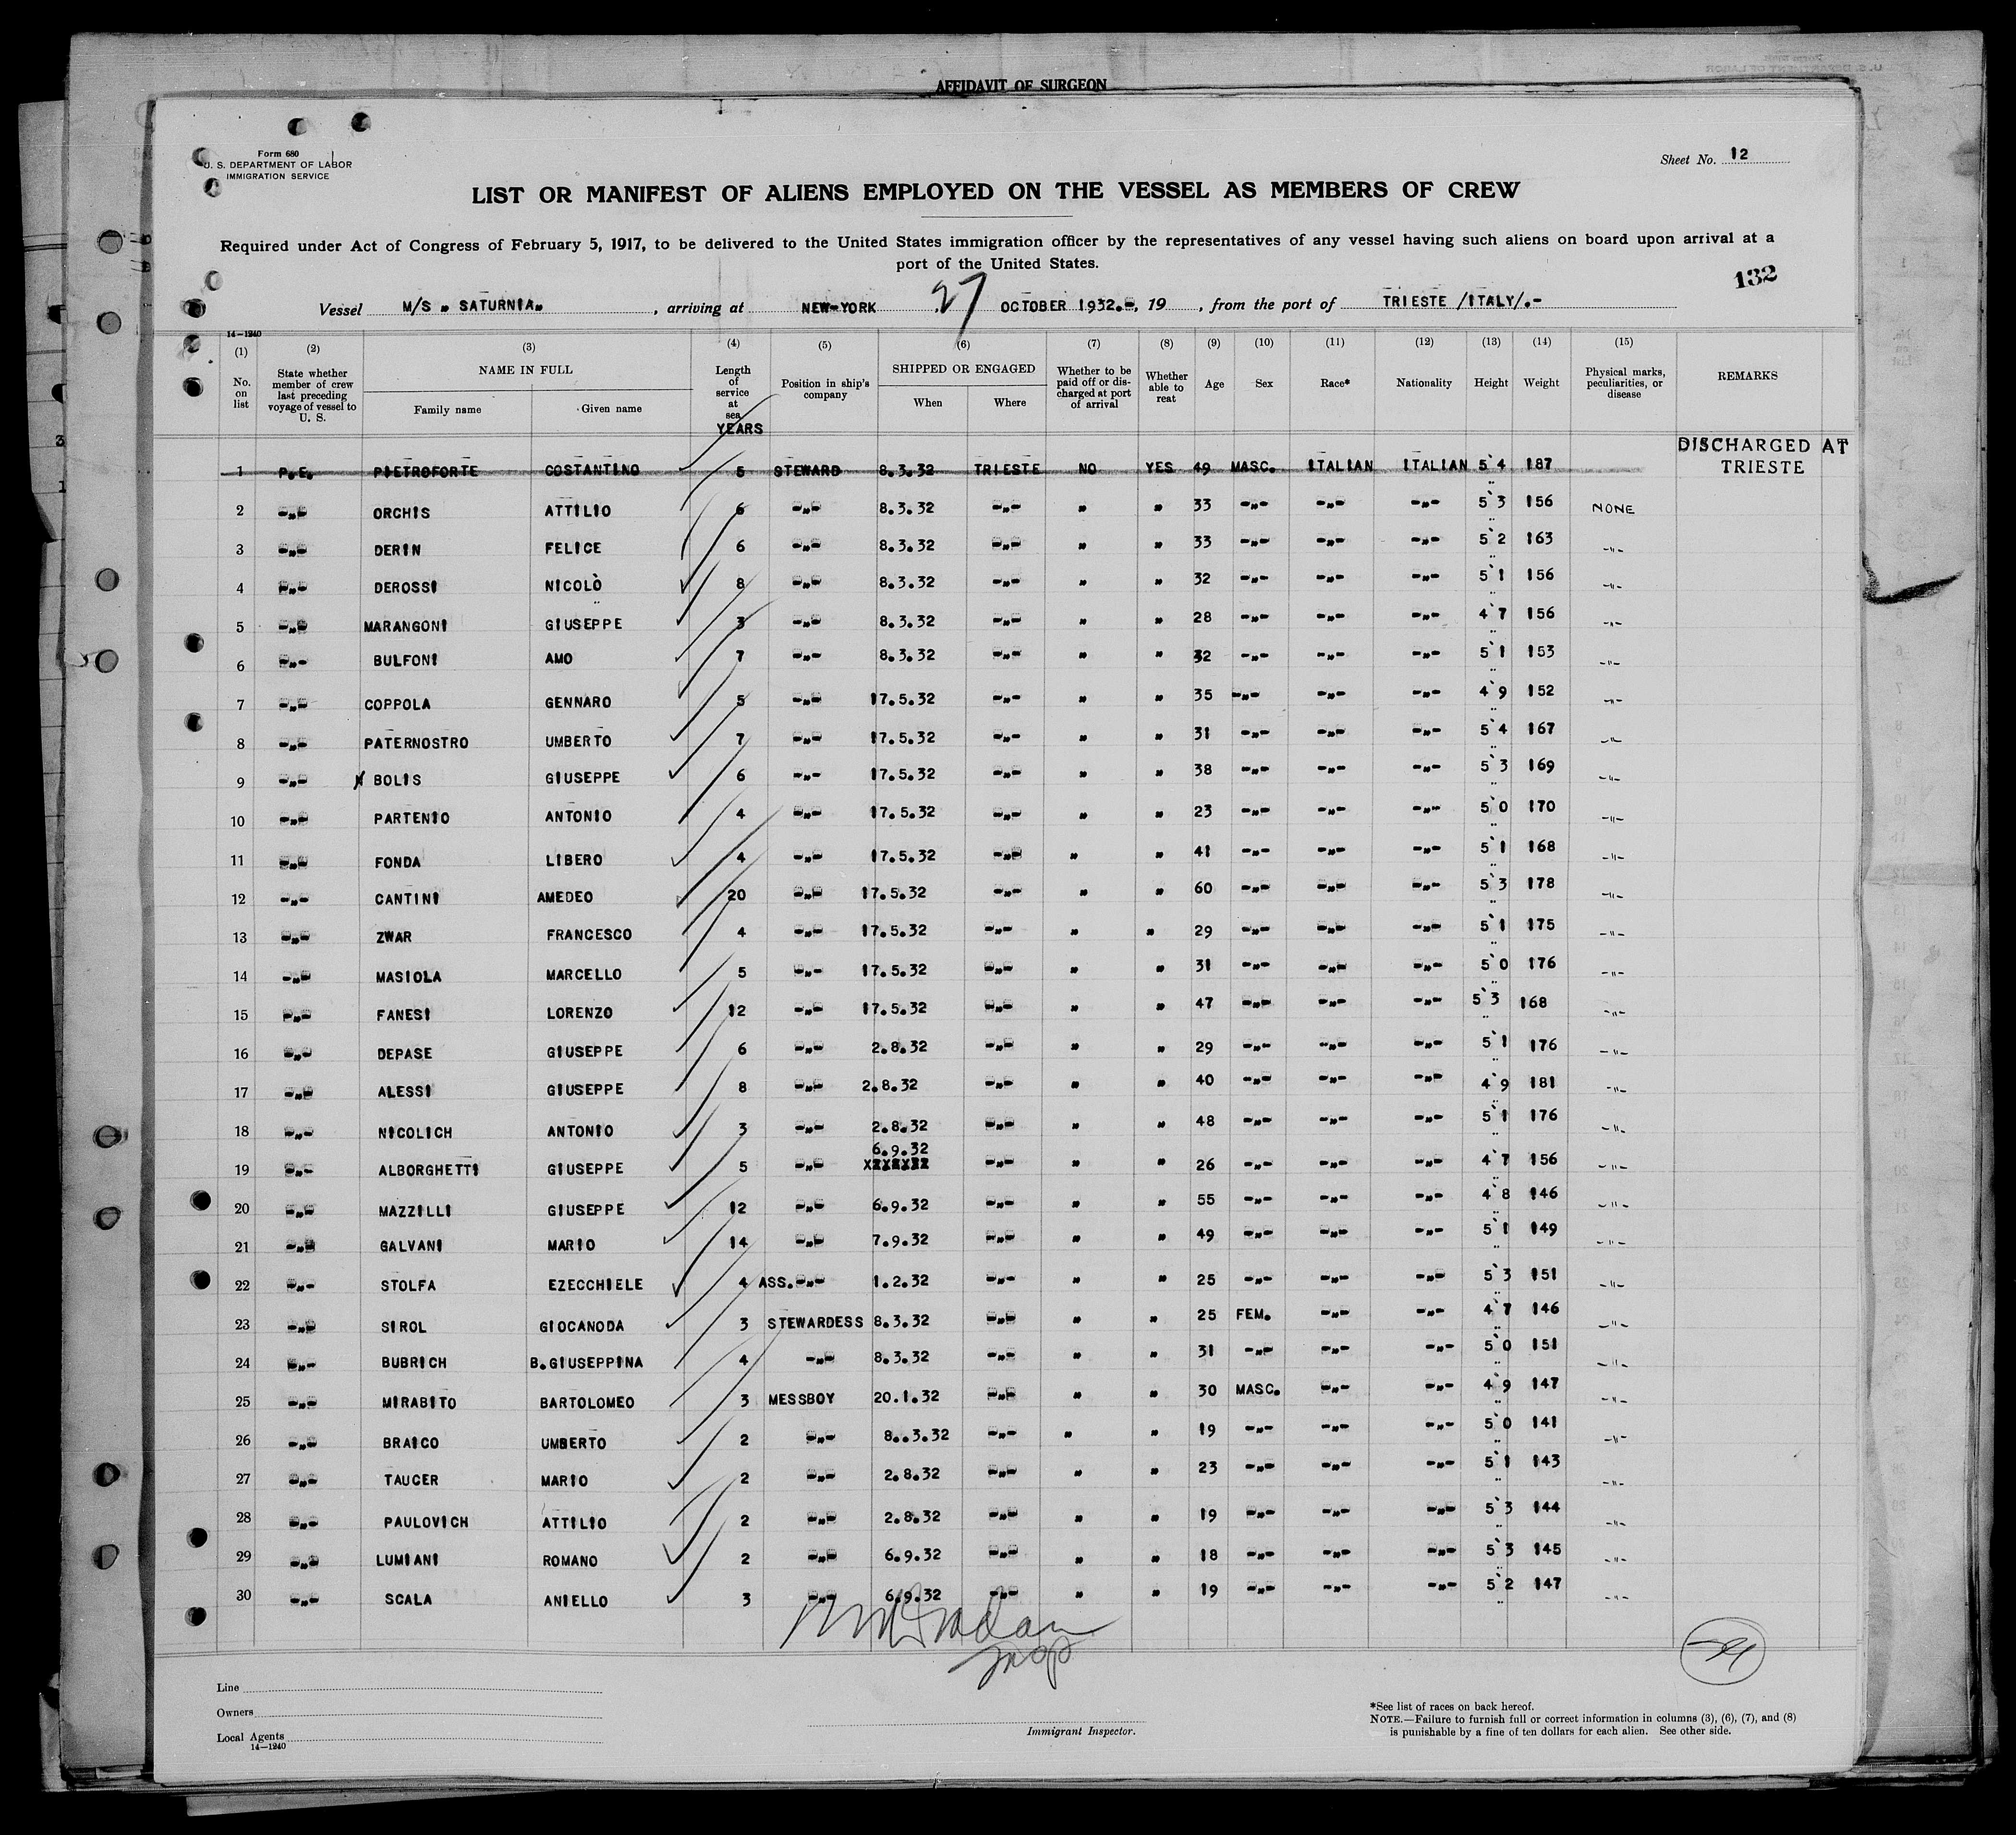 AFFIDAVIT OF SURGEON
Form 680
U. S. DEPARTMENT OF LABOR
IMMIGRATION SERVICE
Sheet No. 12
LIST OR MANIFEST OF ALIENS EMPLOYED ON THE VESSEL AS MEMBERS OF CREW
Required under Act of Congress of February 5, 1917, to be delivered to the United States immigration officer by the representatives of any vessel having such aliens on board upon arrival at a
port of the United States.
132
Vessel M/S " SATURNIA" , arriving at NEW-YORK , 27 OCTOBER 1932.-, 19 , from the port of TRIESTE /ITALY/.-
14-1240
(1) (2) (3) (4) (5) (6) (7) (8) (9) (10) (11) (12) (13) (14) (15)
No. on list State whether member of crew last preceding voyage of vessel to U. S. NAME IN FULL Family name Given name Length of service at sea YEARS Position in ship's company SHIPPED OR ENGAGED When Where Whether to be paid off or discharged at port of arrival Whether able to reat Age Sex Race* Nationality Height Weight Physical marks, peculiarities, or disease REMARKS
1 P.E. PIETROFORTE COSTANTINO 5 STEWARD 8.3.32 TRIESTE NO YES 49 MASC. ITALIAN ITALIAN 5`4 187 DISCHARGED AT TRIESTE
2 -"- ORCHIS ATTILIO 6 -"- 8.3.32 -"- " " 33 -"- -"- -"- 5`3 156 NONE
3 -"- DERIN FELICE 6 -"- 8.3.32 -"- " " 33 -"- -"- -"- 5`2 163 -"-
4 -"- DEROSSI NICOLÒ 8 -"- 8.3.32 -"- " " 32 -"- -"- -"- 5`1 156 -"-
5 -"- MARANGONI GIUSEPPE 3 -"- 8.3.32 -"- " " 28 -"- -"- -"- 4`7 156 -"-
6 -"- BULFONI AMO 7 -"- 8.3.32 -"- " " 32 -"- -"- -"- 5`1 153 -"-
7 -"- COPPOLA GENNARO 5 -"- 17.5.32 -"- " " 35 -"- -"- -"- 4`9 152 -"-
8 -"- PATERNOSTRO UMBERTO 7 -"- 17.5.32 -"- " " 31 -"- -"- -"- 5`4 167 -"-
9 -"- BOLIS GIUSEPPE 6 -"- 17.5.32 -"- " " 38 -"- -"- -"- 5`3 169 -"-
10 -"- PARTENIO ANTONIO 4 -"- 17.5.32 -"- " " 23 -"- -"- -"- 5`0 170 -"-
11 -"- FONDA LIBERO 4 -"- 17.5.32 -"- " " 41 -"- -"- -"- 5`1 168 -"-
12 -"- CANTINI AMEDEO 20 -"- 17.5.32 -"- " " 60 -"- -"- -"- 5`3 178 -"-
13 -"- ZWAR FRANCESCO 4 -"- 17.5.32 -"- " " 29 -"- -"- -"- 5`1 175 -"-
14 -"- MASIOLA MARCELLO 5 -"- 17.5.32 -"- " " 31 -"- -"- -"- 5`0 176 -"-
15 -"- FANESI LORENZO 12 -"- 17.5.32 -"- " " 47 -"- -"- -"- 5`3 168 -"-
16 -"- DEPASE GIUSEPPE 6 -"- 2.8.32 -"- " " 29 -"- -"- -"- 5`1 176 -"-
17 -"- ALESSI GIUSEPPE 8 -"- 2.8.32 -"- " " 40 -"- -"- -"- 4`9 181 -"-
18 -"- NICOLICH ANTONIO 3 -"- 2.8.32 -"- " " 48 -"- -"- -"- 5`1 176 -"-
19 -"- ALBORGHETTI GIUSEPPE 5 -"- 6.9.32 -"- " " 26 -"- -"- -"- 4`7 156 -"-
20 -"- MAZZILLI GIUSEPPE 12 -"- 6.9.32 -"- " " 55 -"- -"- -"- 4`8 146 -"-
21 -"- GALVANI MARIO 14 -"- 7.9.32 -"- " " 49 -"- -"- -"- 5`1 149 -"-
22 -"- STOLFA EZECCHIELE 4 ASS.-"- 1.2.32 -"- " " 25 -"- -"- -"- 5`3 151 -"-
23 -"- SIROL GIOCANODA 3 STEWARDESS 8.3.32 -"- " " 25 FEM. -"- -"- 4`7 146 -"-
24 -"- BUBRICH B.GIUSEPPINA 4 -"- 8.3.32 -"- " " 31 -"- -"- -"- 5`0 151 -"-
25 -"- MIRABITO BARTOLOMEO 3 MESSBOY 20.1.32 -"- " " 30 MASC. -"- -"- 4`9 147 -"-
26 -"- BRAICO UMBERTO 2 -"- 8..3.32 -"- " " 19 -"- -"- -"- 5`0 141 -"-
27 -"- TAUCER MARIO 2 -"- 2.8.32 -"- " " 23 -"- -"- -"- 5`1 143 -"-
28 -"- PAULOVICH ATTILIO 2 -"- 2.8.32 -"- " " 19 -"- -"- -"- 5`3 144 -"-
29 -"- LUMIANI ROMANO 2 -"- 6.9.32 -"- " " 18 -"- -"- -"- 5`3 145 -"-
30 -"- SCALA ANIELLO 3 -"- 6.9.32 -"- " " 19 -"- -"- -"- 5`2 147 -"-
Line
Owners
Local Agents
14-1240
Immigrant Inspector.
*See list of races on back hereof.
NOTE.—Failure to furnish full or correct information in columns (3), (6), (7), and (8)
is punishable by a fine of ten dollars for each alien. See other side.